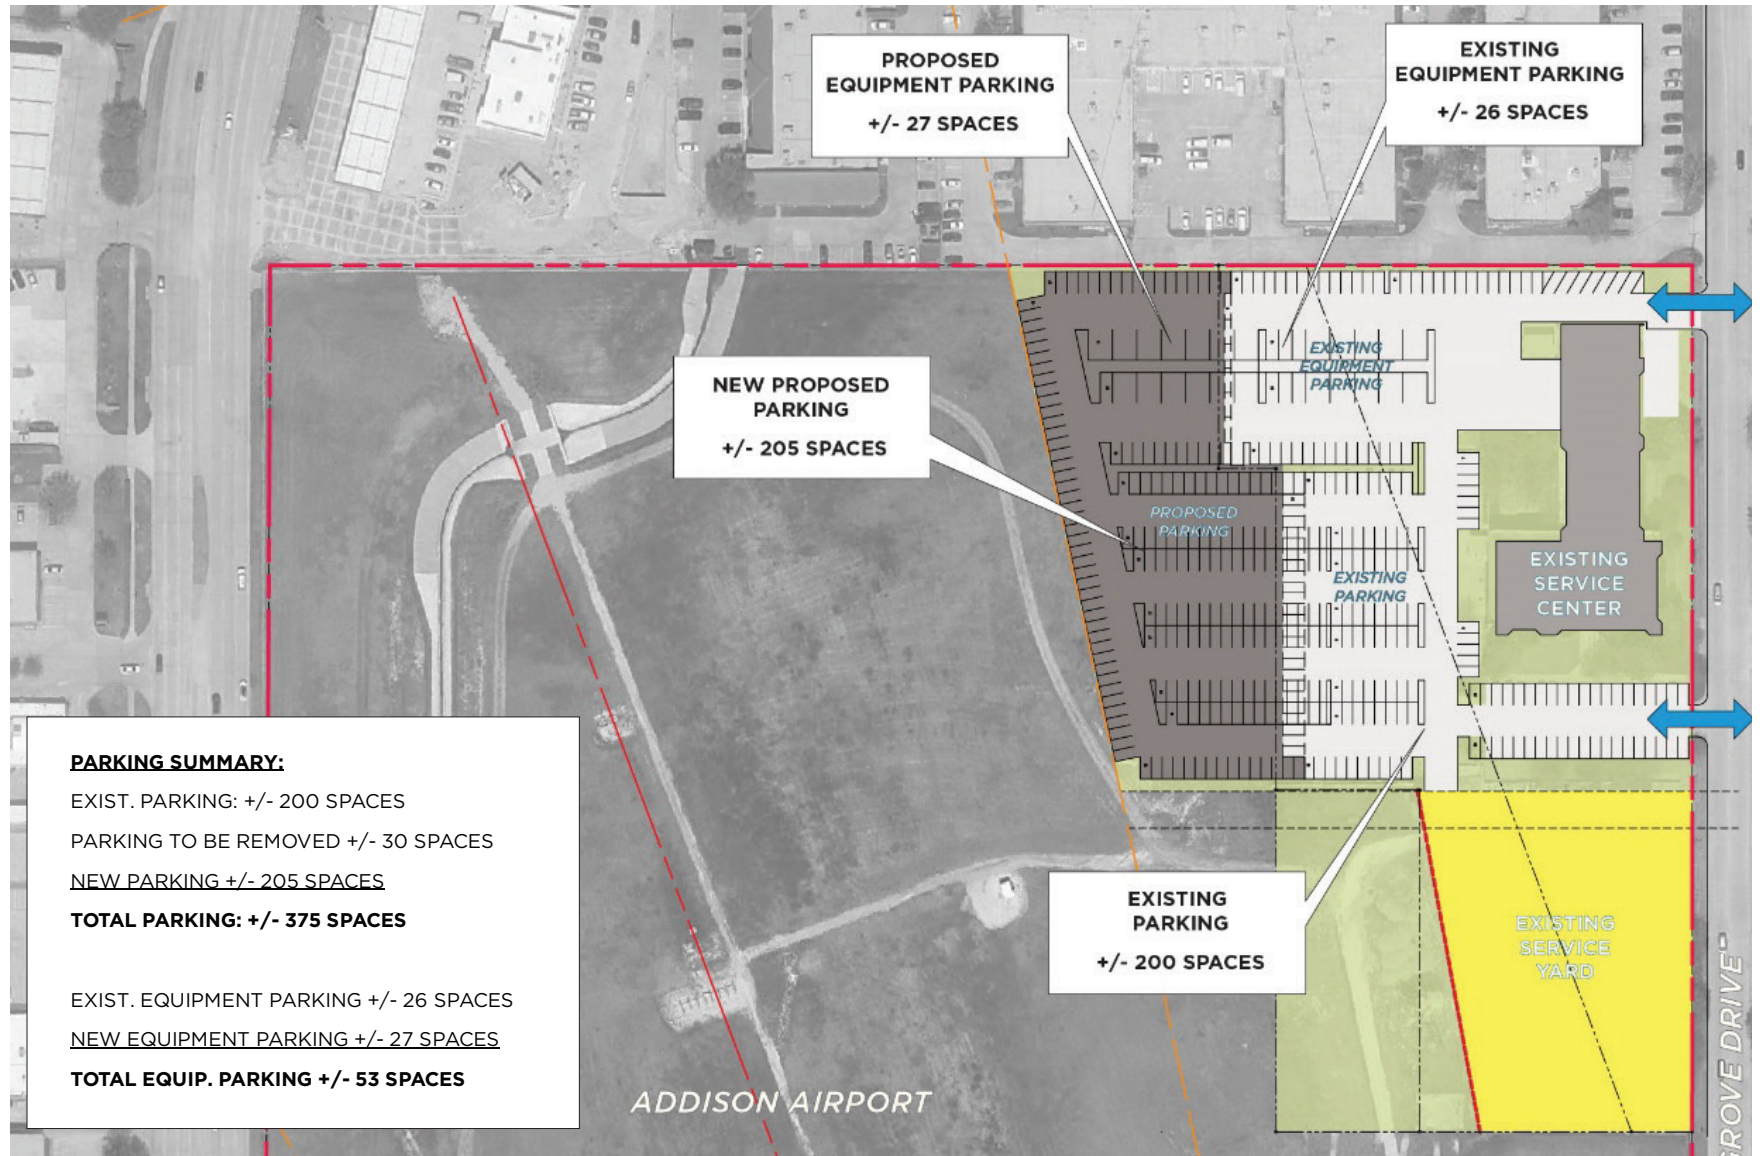 PROPOSED
EQUIPMENT PARKING
+/- 27 SPACES
EXISTING
EQUIPMENT PARKING
+/- 26 SPACES
NEW PROPOSED
PARKING
+/- 205 SPACES
EXISTING
EQUIPMENT
PARKING
PROPOSED
PARKING
EXISTING
PARKING
EXISTING
SERVICE
CENTER
PARKING SUMMARY:
EXIST. PARKING: +/- 200 SPACES
PARKING TO BE REMOVED +/- 30 SPACES
NEW PARKING +/- 205 SPACES
TOTAL PARKING: +/- 375 SPACES
EXIST. EQUIPMENT PARKING +/- 26 SPACES
NEW EQUIPMENT PARKING +/- 27 SPACES
TOTAL EQUIP. PARKING +/- 53 SPACES
EXISTING
PARKING
+/- 200 SPACES
EXISTING
SERVICE
YARD
ADDISON AIRPORT
GROVE DRIVE